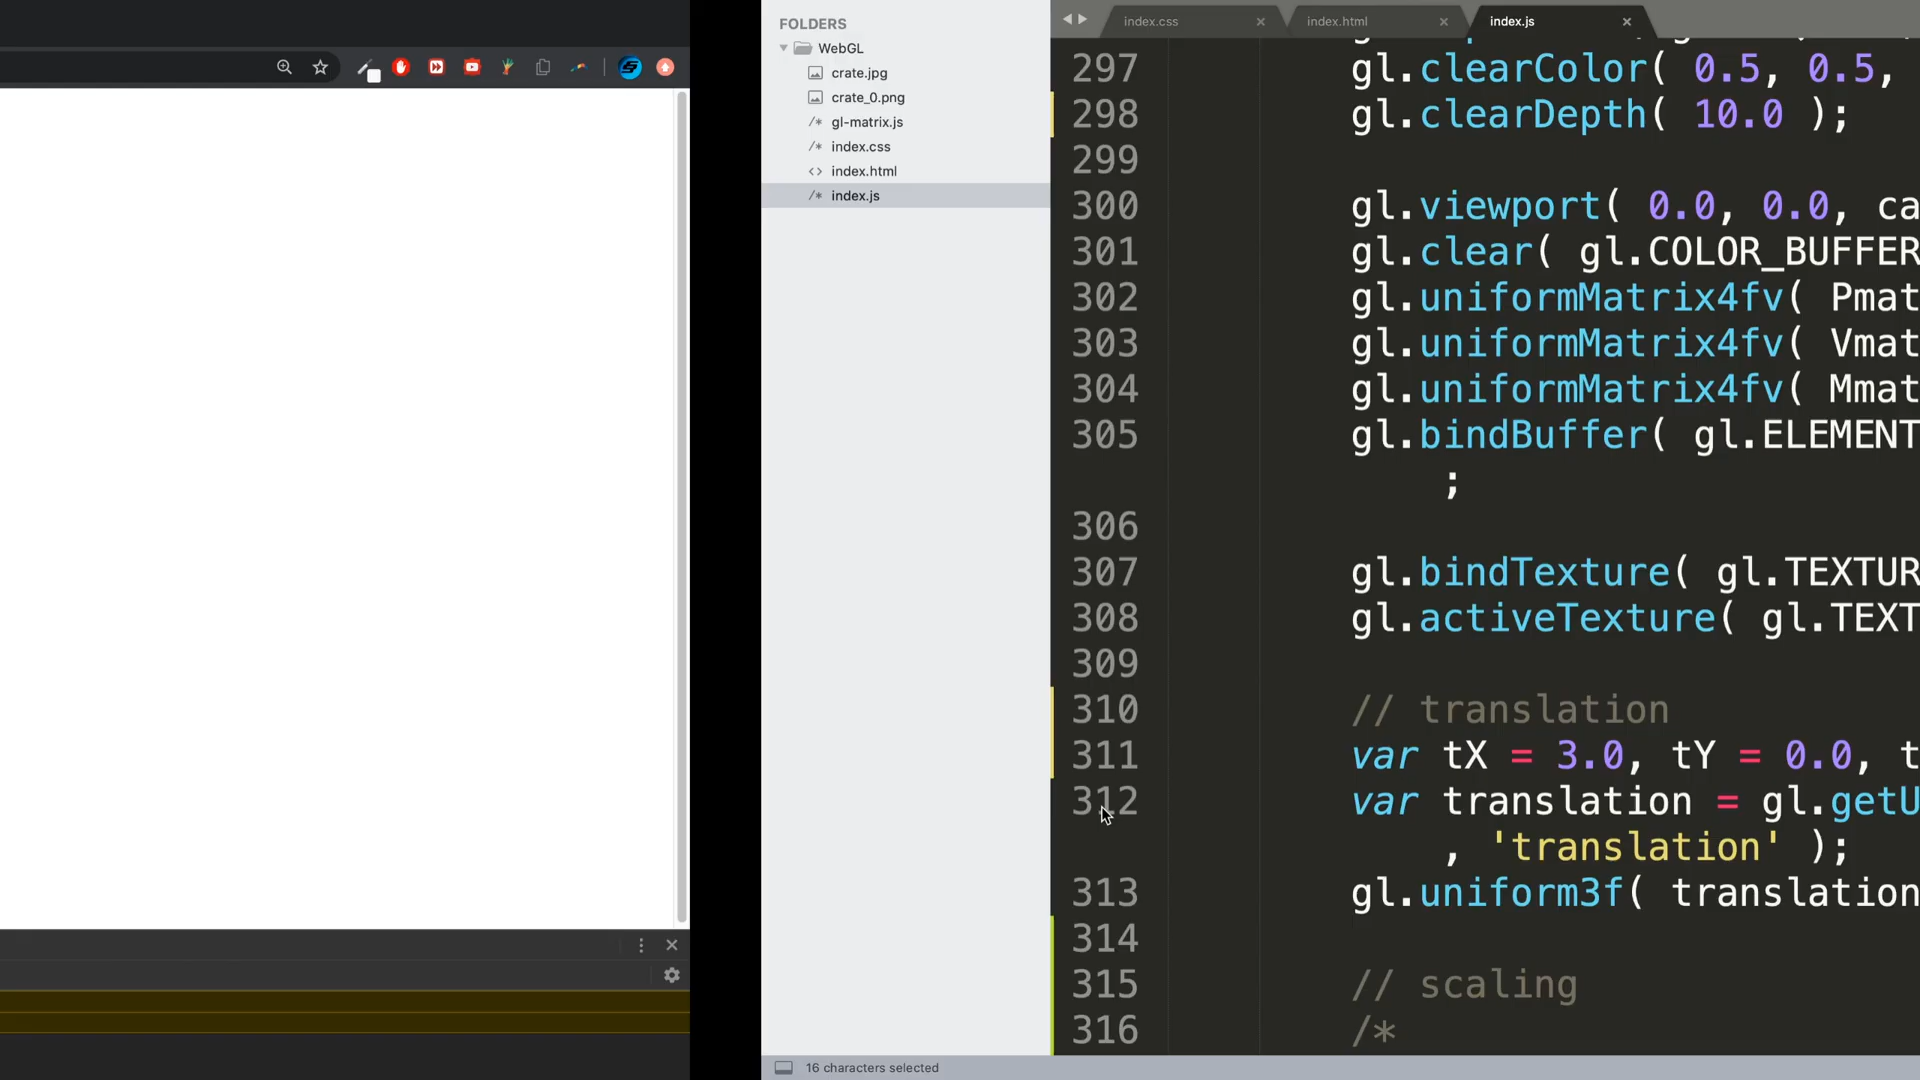 FOLDERS
WebGL
crate.jpg
crate_0.png
gl-matrix.js
index.css
index.html
index.js
index.css
index.html
index.js
297 gl.clearColor( 0.5, 0.5,
298 gl.clearDepth( 10.0 );
299
300 gl.viewport( 0.0, 0.0, ca
301 gl.clear( gl.COLOR_BUFFER
302 gl.uniformMatrix4fv( Pmat
303 gl.uniformMatrix4fv( Vmat
304 gl.uniformMatrix4fv( Mmat
305 gl.bindBuffer( gl.ELEMENT
;
306
307 gl.bindTexture( gl.TEXTUR
308 gl.activeTexture( gl.TEXT
309
310 // translation
311 var tX = 3.0, tY = 0.0, t
312 var translation = gl.getU
, 'translation' );
313 gl.uniform3f( translation
314
315 // scaling
316 /*
16 characters selected